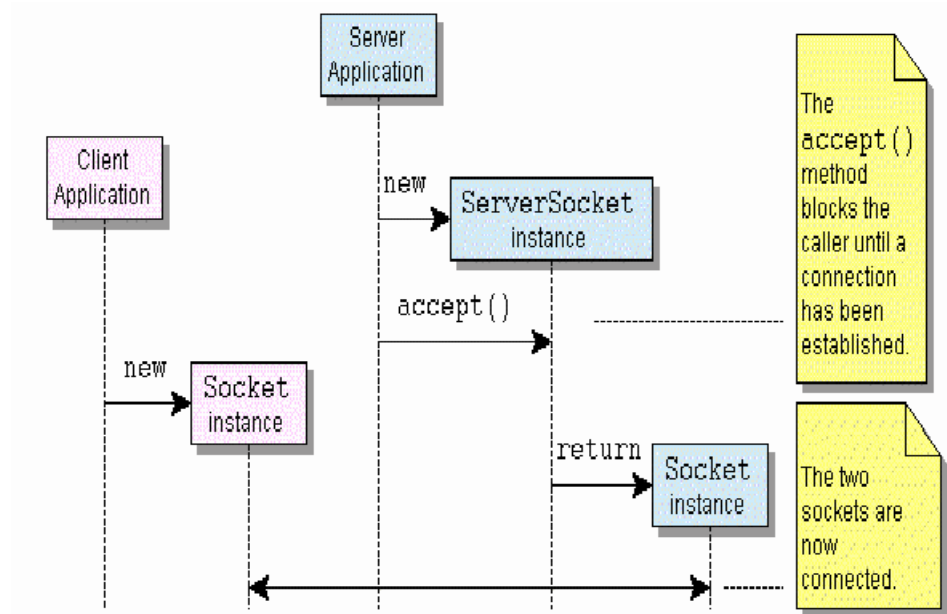 Server
Application
Client
Application
new
ServerSocket
instance
accept()
new
Socket
instance
return
Socket
instance
The
accept()
method
blocks the
caller until a
connection
has been
established.
The two
sockets are
now
connected.